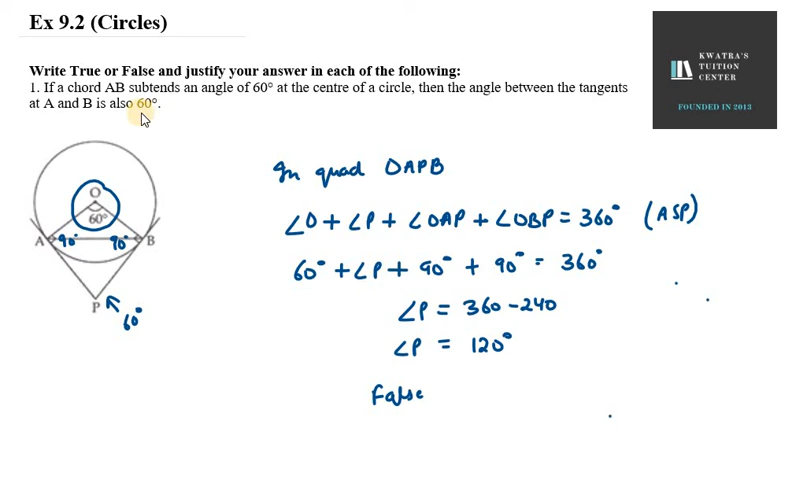 Ex 9.2 (Circles)
KWATRA'S
TUITION
CENTER
FOUNDED IN 2013
Write True or False and justify your answer in each of the following:
1. If a chord AB subtends an angle of 60° at the centre of a circle, then the angle between the tangents
at A and B is also 60°.
O
60°
A 90° 90° B
P
60°
In quad OAPB
∠O + ∠P + ∠OAP + ∠OBP = 360° (ASP)
60° + ∠P + 90° + 90° = 360°
∠P = 360 - 240
∠P = 120°
False